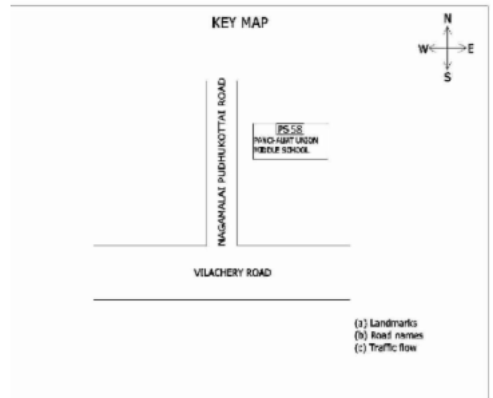 KEY MAP
N
W E
S
NAGAMALAI PUDHUKOTTAI ROAD
PS 58
PANCHAYAT UNION
MIDDLE SCHOOL
VILACHERY ROAD
(a) Landmarks
(b) Road names
(c) Traffic flow